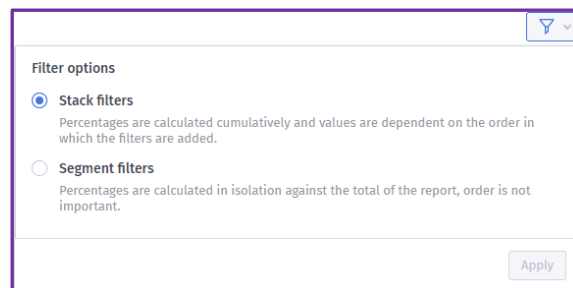 Filter options
Stack filters
Percentages are calculated cumulatively and values are dependent on the order in
which the filters are added.
Segment filters
Percentages are calculated in isolation against the total of the report, order is not
important.
Apply